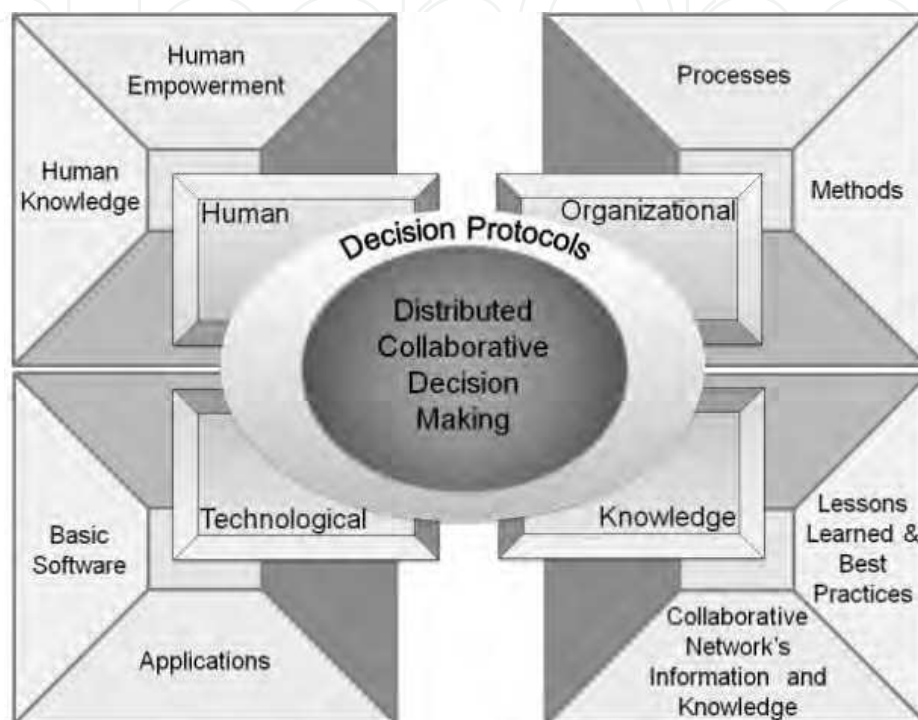 Human
Empowerment
Processes
Human
Knowledge
Methods
Human
Organizational
Decision Protocols
Distributed
Collaborative
Decision
Making
Technological
Knowledge
Basic
Software
Lessons
Learned &
Best
Practices
Applications
Collaborative
Network's
Information and
Knowledge